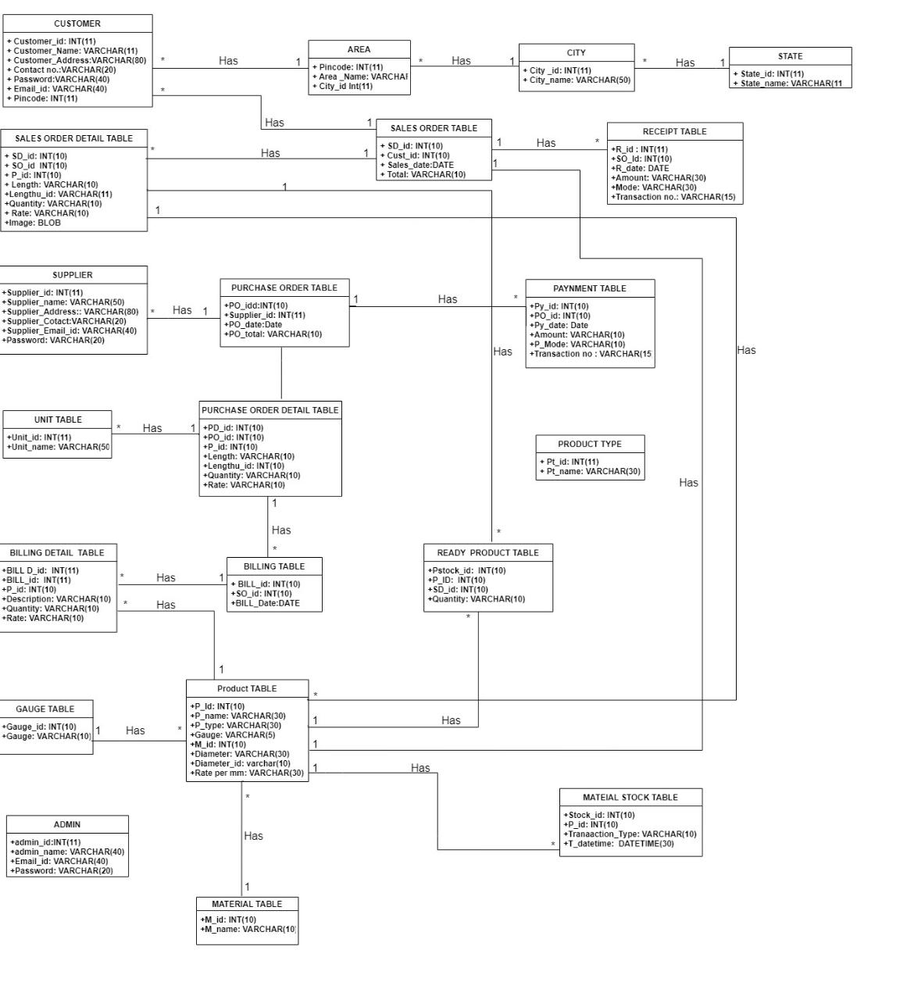 CUSTOMER
+ Customer_id: INT(11)
+ Customer_Name: VARCHAR(11)
+ Customer_Address:VARCHAR(80)
+ Contact no.:VARCHAR(20)
+ Password:VARCHAR(40)
+ Email_id: VARCHAR(40)
+ Pincode: INT(11)
* Has 1
AREA
+ Pincode: INT(11)
+ Area _Name: VARCHAR
+ City_id Int(11)
* Has 1
CITY
+ City _id: INT(11)
+ City_name: VARCHAR(50)
* Has 1
STATE
+ State_id: INT(11)
+ State_name: VARCHAR(11
* Has 1
SALES ORDER DETAIL TABLE
+ SD_id: INT(10)
+ SO_id INT(10)
+ P_id: INT(10)
+ Length: VARCHAR(10)
+Lengthu_id: VARCHAR(11)
+Quantity: VARCHAR(10)
+ Rate: VARCHAR(10)
+Image: BLOB
* Has 1
SALES ORDER TABLE
+ SD_id: INT(10)
+ Cust_id: INT(10)
+ Sales_date:DATE
+ Total: VARCHAR(10)
1 Has *
1
RECEIPT TABLE
+R_id : INT(11)
+SO_Id: INT(10)
+R_date: DATE
+Amount: VARCHAR(30)
+Mode: VARCHAR(30)
+Transaction no.: VARCHAR(15)
1
1
SUPPLIER
+Supplier_id: INT(11)
+Supplier_name: VARCHAR(50)
+Supplier_Address:: VARCHAR(80)
+Supplier_Cotact:VARCHAR(20)
+Supplier_Email_id: VARCHAR(40)
+Password: VARCHAR(20)
* Has 1
PURCHASE ORDER TABLE
+PO_idd:INT(10)
+Supplier_id: INT(11)
+PO_date:Date
+PO_total: VARCHAR(10)
1 Has *
PAYNMENT TABLE
+Py_id: INT(10)
+PO_id: INT(10)
+Py_date: Date
+Amount: VARCHAR(10)
+P_Mode: VARCHAR(10)
+Transaction no : VARCHAR(15
Has
Has
UNIT TABLE
+Unit_id: INT(11)
+Unit_name: VARCHAR(50
* Has 1
PURCHASE ORDER DETAIL TABLE
+PD_id: INT(10)
+PO_id: INT(10)
+P_id: INT(10)
+Length: VARCHAR(10)
+Lengthu_id: INT(10)
+Quantity: VARCHAR(10)
+Rate: VARCHAR(10)
PRODUCT TYPE
+ Pt_id: INT(11)
+ Pt_name: VARCHAR(30)
Has
1
Has
*
*
BILLING DETAIL TABLE
+BILL D_id: INT(11)
+BILL_id: INT(11)
+P_id: INT(10)
+Description: VARCHAR(10)
+Quantity: VARCHAR(10)
+Rate: VARCHAR(10)
* Has 1
* Has
1
BILLING TABLE
+ BILL_id: INT(10)
+SO_id: INT(10)
+BILL_Date:DATE
READY PRODUCT TABLE
+Pstock_id: INT(10)
+P_ID: INT(10)
+SD_id: INT(10)
+Quantity: VARCHAR(10)
*
GAUGE TABLE
+Gauge_id: INT(10)
+Gauge: VARCHAR(10)
1 Has *
Product TABLE
+P_Id: INT(10)
+P_name: VARCHAR(30)
+P_type: VARCHAR(30)
+Gauge: VARCHAR(5)
+M_id: INT(10)
+Diameter: VARCHAR(30)
+Diameter_id: varchar(10)
+Rate per mm: VARCHAR(30)
*
1 Has
1
1 Has
*
MATEIAL STOCK TABLE
+Stock_id: INT(10)
+P_id: INT(10)
+Tranaaction_Type: VARCHAR(10)
+T_datetime: DATETIME(30)
ADMIN
+admin_id:INT(11)
+admin_name: VARCHAR(40)
+Email_id: VARCHAR(40)
+Password: VARCHAR(20)
*
Has
1
MATERIAL TABLE
+M_id: INT(10)
+M_name: VARCHAR(10)